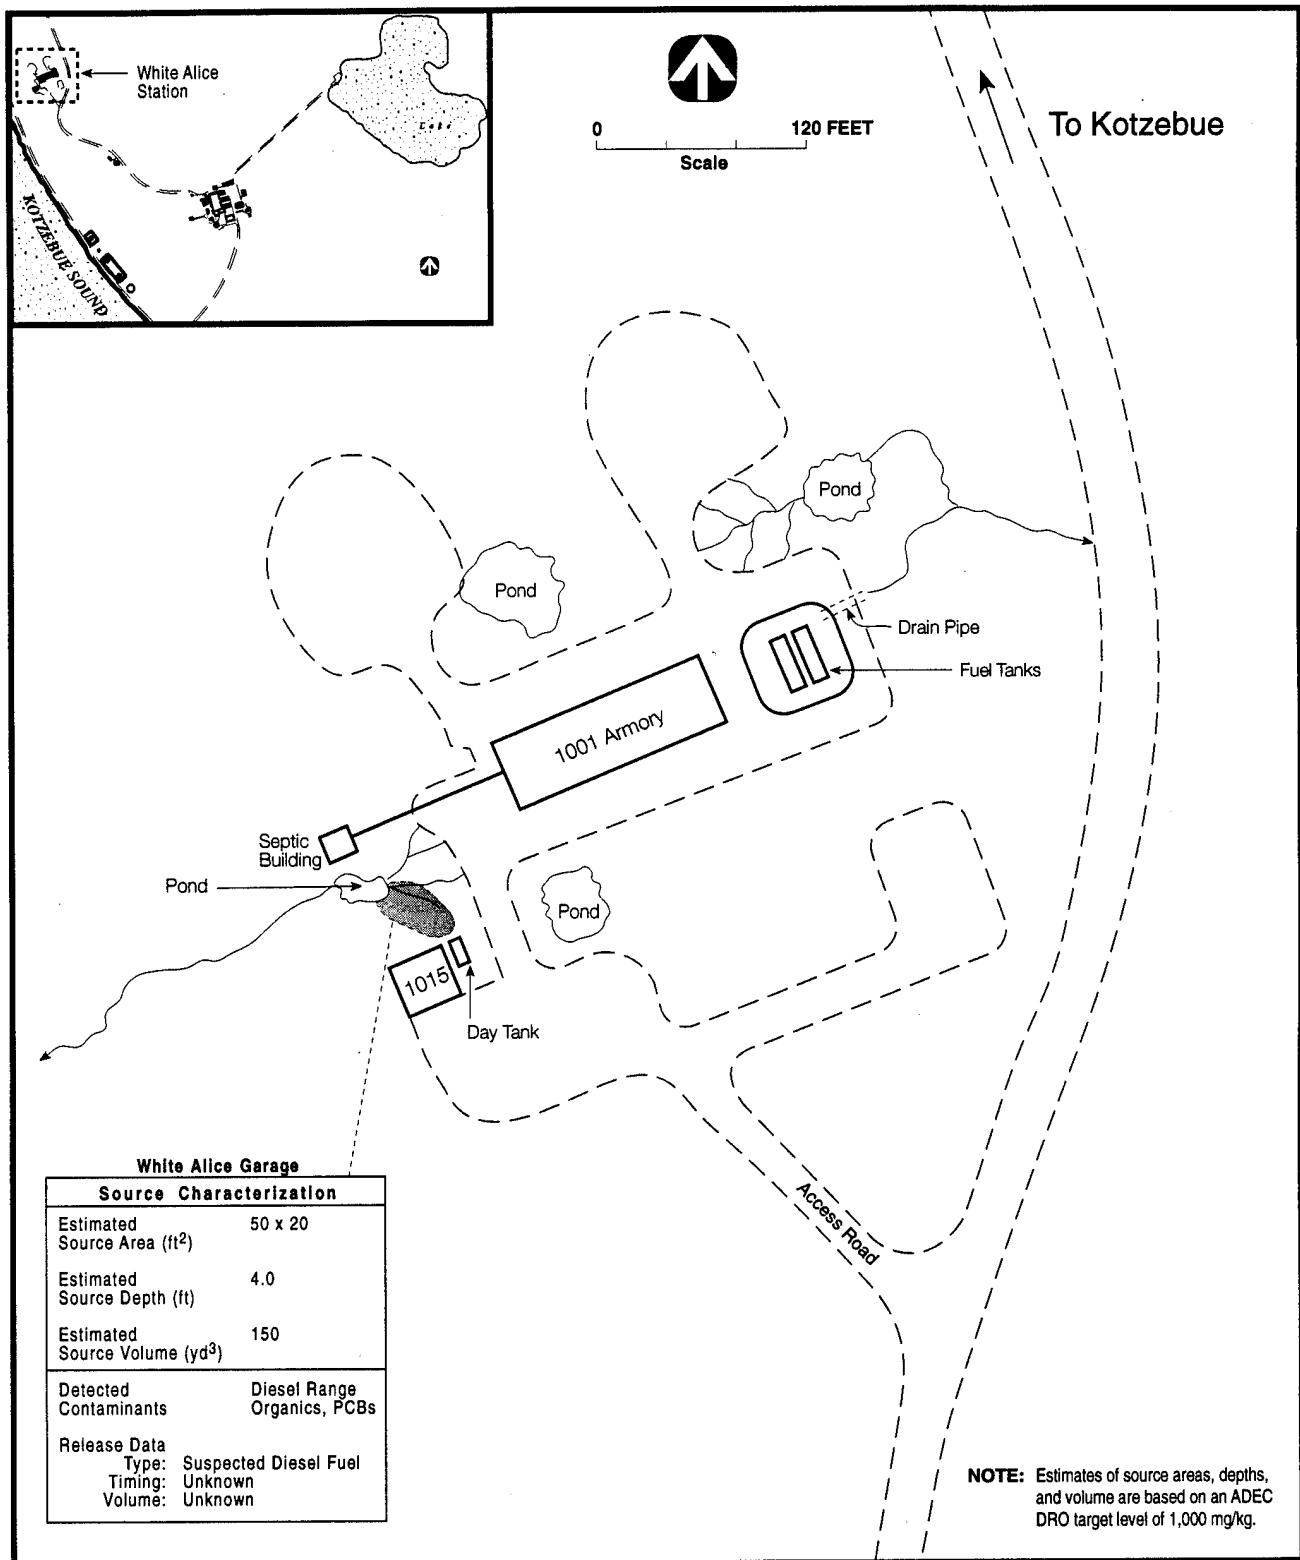 White Alice
Station
Lake
KOTZEBUE SOUND
0 120 FEET
Scale
To Kotzebue
Pond
Pond
Drain Pipe
Fuel Tanks
1001 Armory
Septic
Building
Pond
Pond
1015
Day Tank
Access Road
White Alice Garage
Source Characterization
Estimated 50 x 20
Source Area (ft²)
Estimated 4.0
Source Depth (ft)
Estimated 150
Source Volume (yd³)
Detected Diesel Range
Contaminants Organics, PCBs
Release Data
Type: Suspected Diesel Fuel
Timing: Unknown
Volume: Unknown
NOTE: Estimates of source areas, depths,
and volume are based on an ADEC
DRO target level of 1,000 mg/kg.